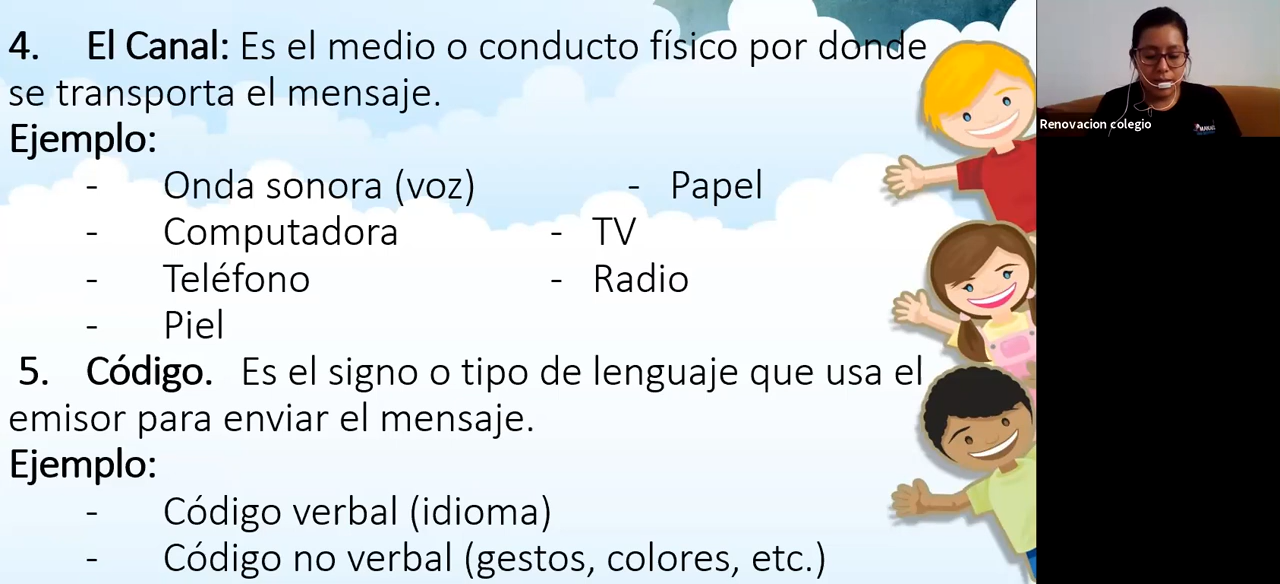 4. El Canal: Es el medio o conducto físico por donde
se transporta el mensaje.
Ejemplo:
- Onda sonora (voz) - Papel
- Computadora - TV
- Teléfono - Radio
- Piel
5. Código. Es el signo o tipo de lenguaje que usa el
emisor para enviar el mensaje.
Ejemplo:
- Código verbal (idioma)
- Código no verbal (gestos, colores, etc.)
Renovacion colegio